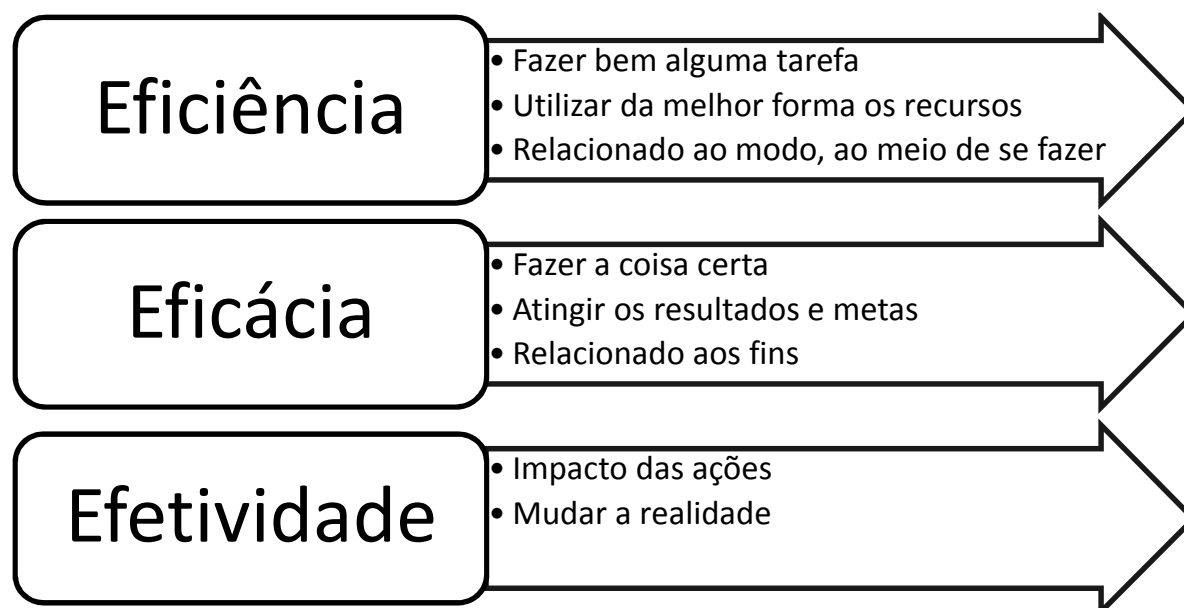 Eficiência
• Fazer bem alguma tarefa
• Utilizar da melhor forma os recursos
• Relacionado ao modo, ao meio de se fazer
Eficácia
• Fazer a coisa certa
• Atingir os resultados e metas
• Relacionado aos fins
Efetividade
• Impacto das ações
• Mudar a realidade